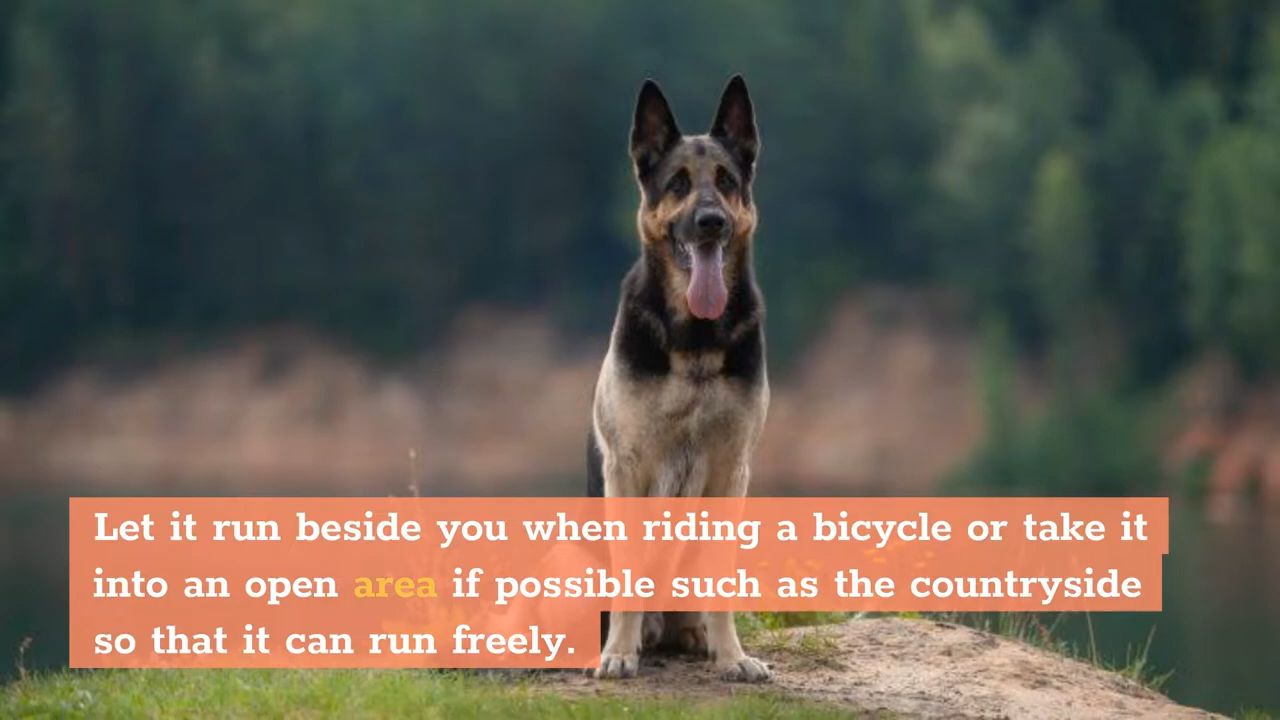 Let it run beside you when riding a bicycle or take it
into an open area if possible such as the countryside
so that it can run freely.